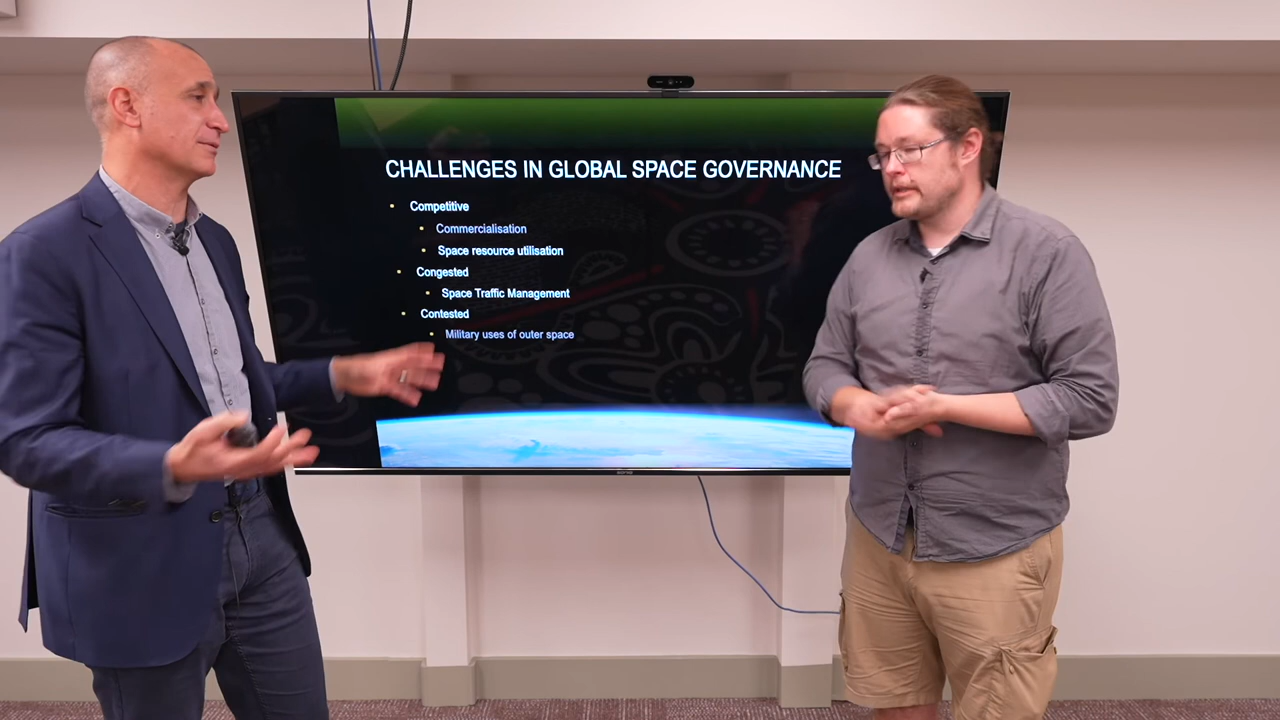 CHALLENGES IN GLOBAL SPACE GOVERNANCE
Competitive
Commercialisation
Space resource utilisation
Congested
Space Traffic Management
Contested
Military uses of outer space